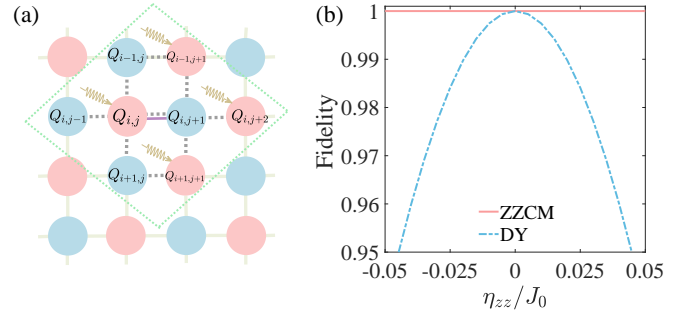 (a)
Q_{i-1,j}
Q_{i-1,j+1}
Q_{i,j-1}
Q_{i,j}
Q_{i,j+1}
Q_{i,j+2}
Q_{i+1,j}
Q_{i+1,j+1}
(b)
Fidelity
1
0.99
0.98
0.97
0.96
0.95
ZZCM
DY
-0.05 -0.025 0 0.025 0.05
η_{zz}/J_0